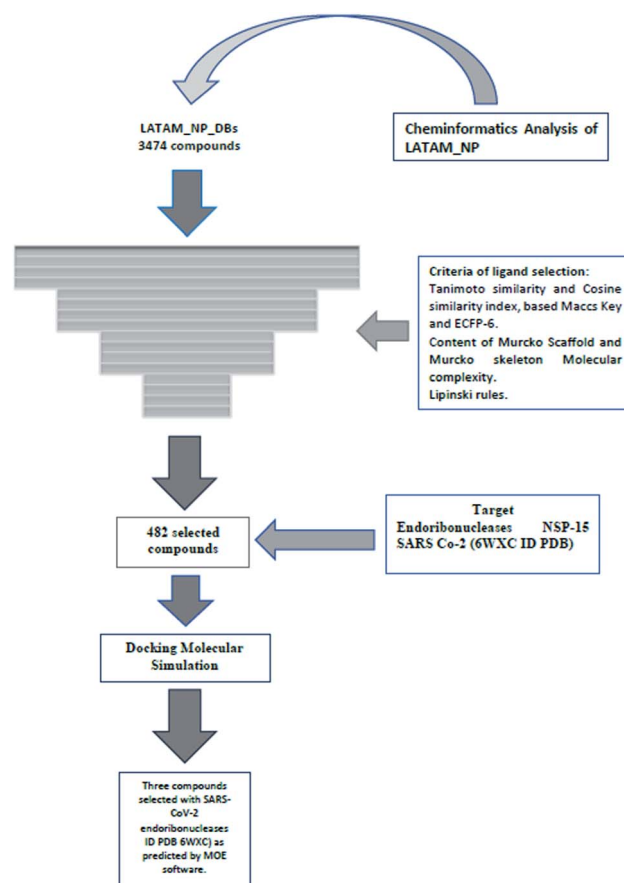 LATAM_NP_DBs
3474 compounds
Cheminformatics Analysis of
LATAM_NP
Criteria of ligand selection:
Tanimoto similarity and Cosine
similarity index, based Maccs Key
and ECFP-6.
Content of Murcko Scaffold and
Murcko skeleton Molecular
complexity.
Lipinski rules.
482 selected
compounds
Target
Endoribonucleases NSP-15
SARS Co-2 (6WXC ID PDB)
Docking Molecular
Simulation
Three compounds
selected with SARS-
CoV-2
endoribonucleases
ID PDB 6WXC) as
predicted by MOE
software.